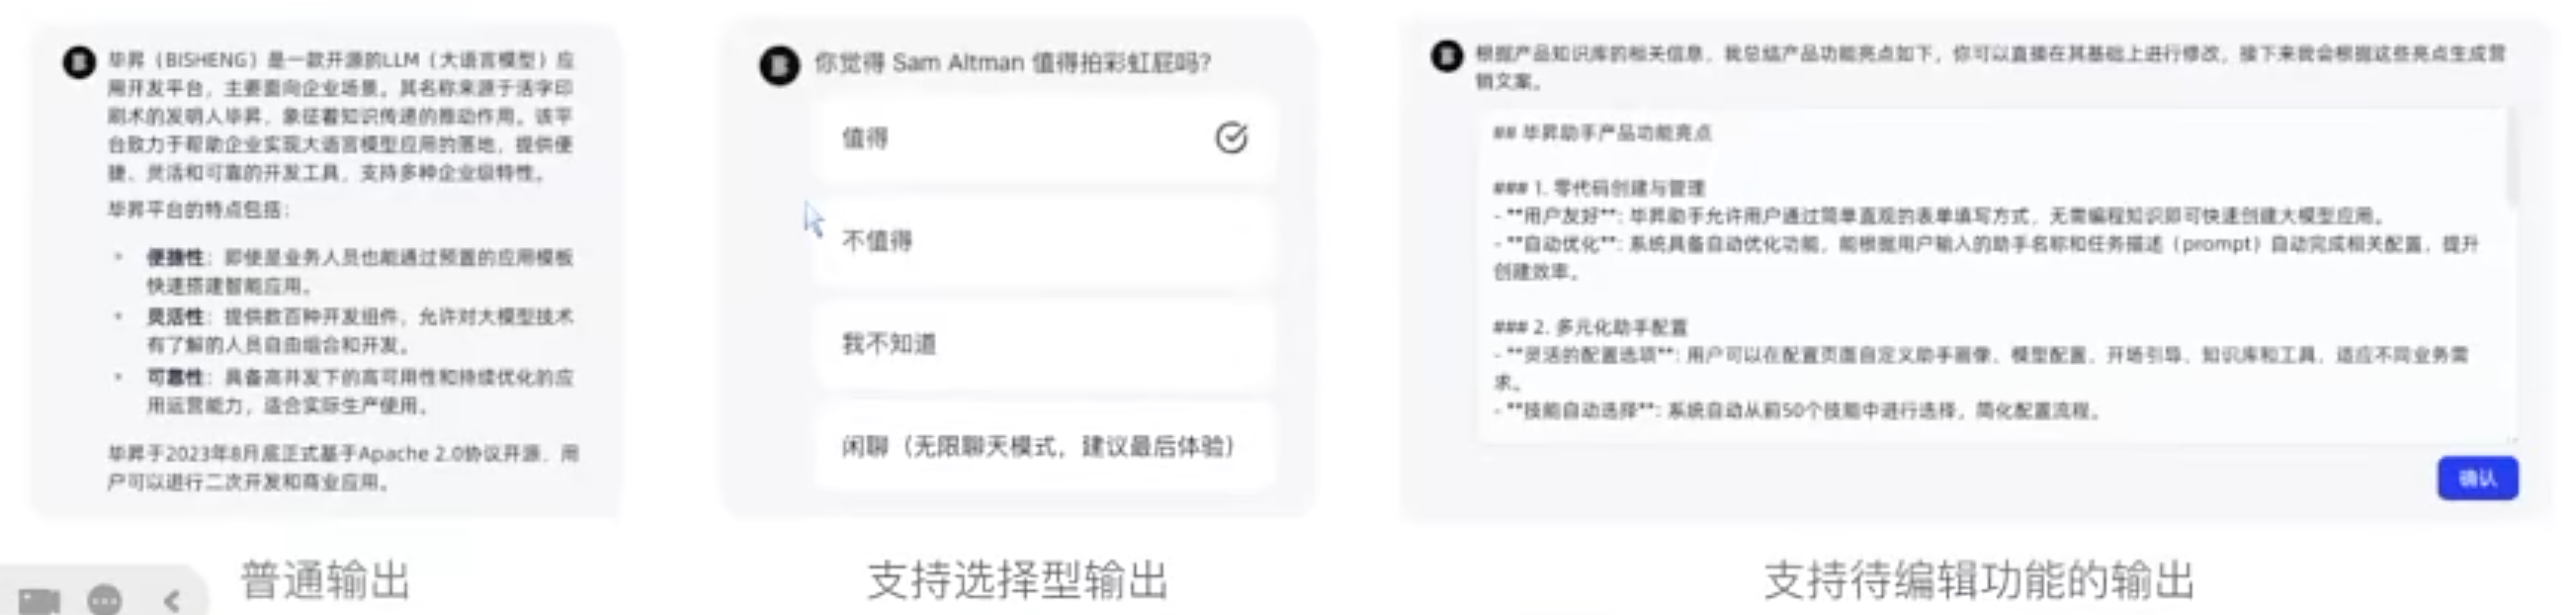 毕昇（BISHENG）是一款开源的LLM（大语言模型）应
用开发平台，主要面向企业场景。其名称来源于活字印
刷术的发明人毕昇，象征着知识传递的推动作用。该平
台致力于帮助企业实现大语言模型应用的落地，提供便
捷、灵活和可靠的开发工具，支持多种企业级特性。
毕昇平台的特点包括：
• 便捷性：即使是业务人员也能通过预置的应用模板
快速搭建智能应用。
• 灵活性：提供数百种开发组件，允许对大模型技术
有了解的人员自由组合和开发。
• 可靠性：具备高并发下的高可用性和持续优化的应
用运营能力，适合实际生产使用。
毕昇于2023年8月底正式基于Apache 2.0协议开源，用
户可以进行二次开发和商业应用。
普通输出
你觉得 Sam Altman 值得拍彩虹屁吗？
值得
不值得
我不知道
闲聊（无限聊天模式，建议最后体验）
支持选择型输出
根据产品知识库的相关信息，我总结产品功能亮点如下，你可以直接在其基础上进行修改，接下来我会根据这些亮点生成营
销文案。
## 毕昇助手产品功能亮点
### 1. 零代码创建与管理
- **用户友好**: 毕昇助手允许用户通过简单直观的表单填写方式，无需编程知识即可快速创建大模型应用。
- **自动优化**: 系统具备自动优化功能，能根据用户输入的助手名称和任务描述（prompt）自动完成相关配置，提升
创建效率。
### 2. 多元化助手配置
- **灵活的配置选项**: 用户可以在配置页面自定义助手画像、模型配置、开场引导、知识库和工具，适应不同业务需
求。
- **技能自动选择**: 系统自动从前50个技能中进行选择，简化配置流程。
确认
支持待编辑功能的输出